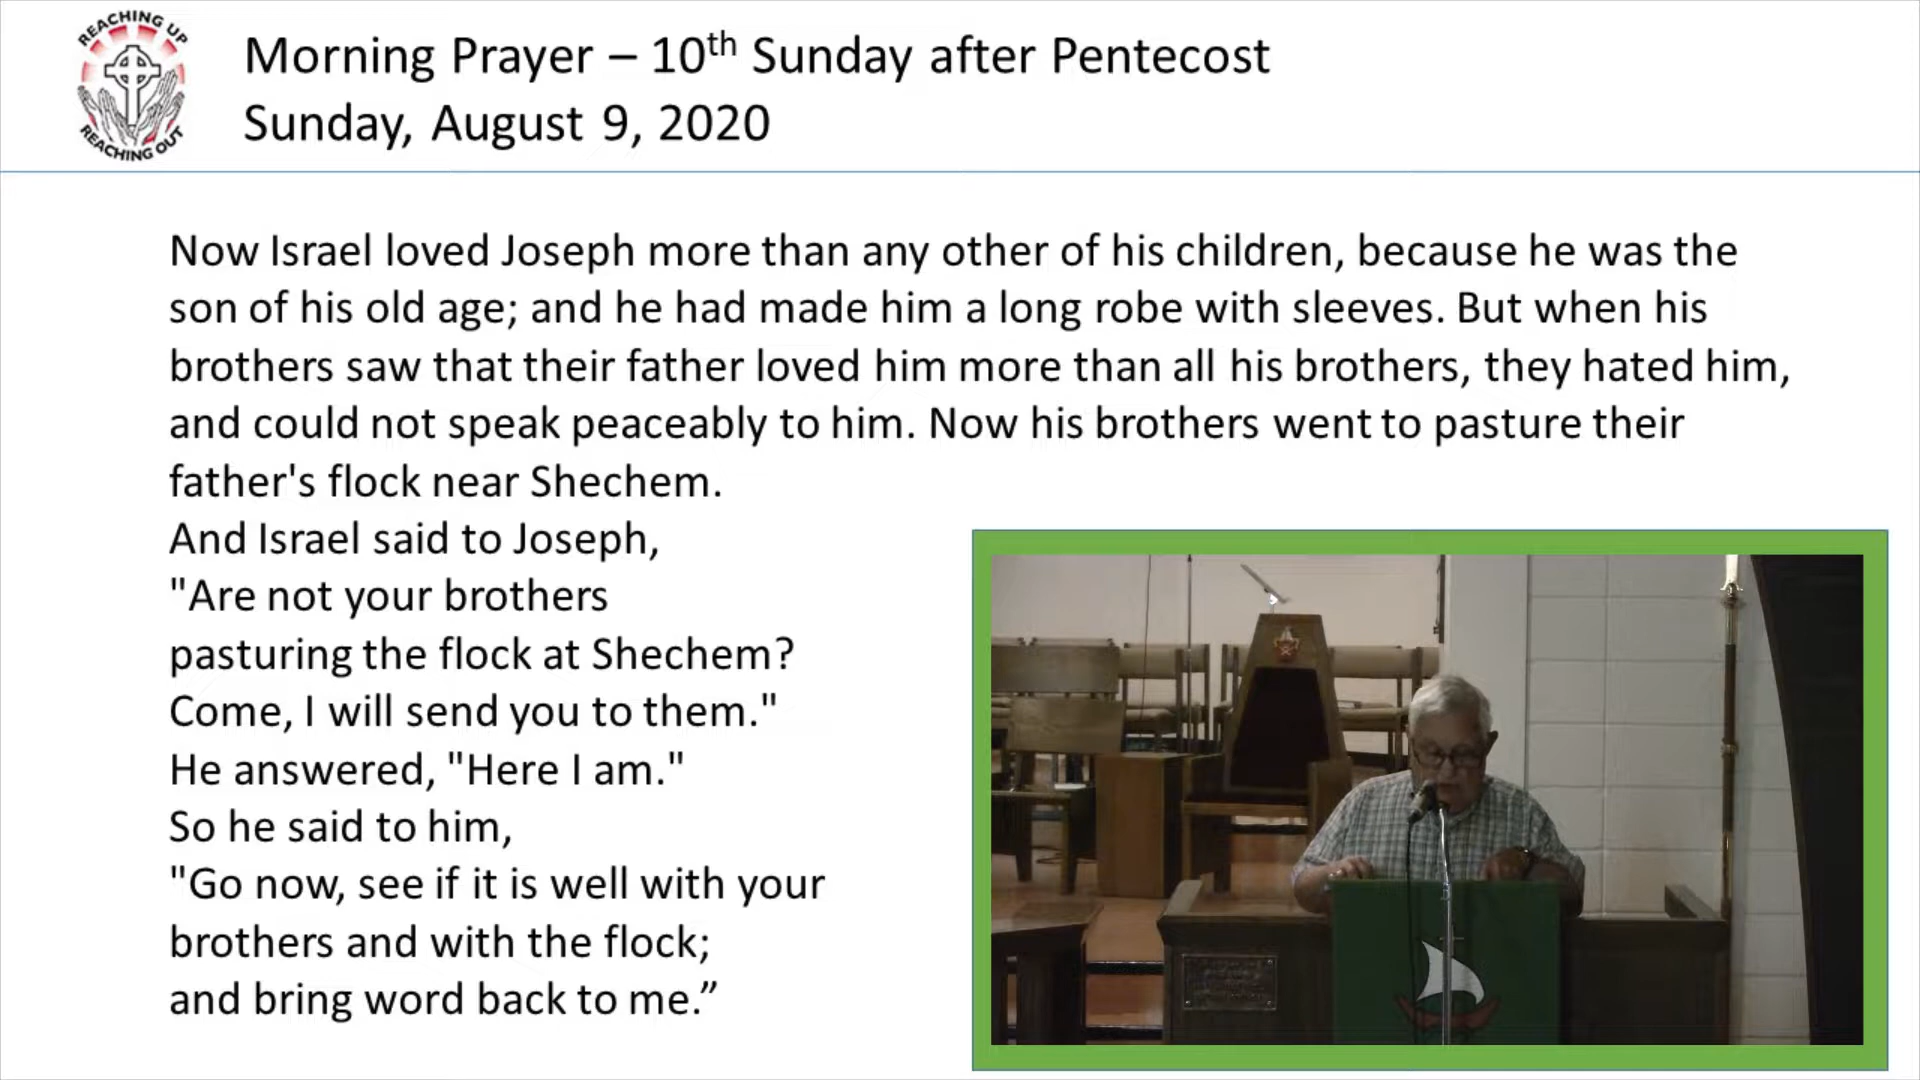 REACHING UP
REACHING OUT
Morning Prayer – 10th Sunday after Pentecost
Sunday, August 9, 2020
Now Israel loved Joseph more than any other of his children, because he was the
son of his old age; and he had made him a long robe with sleeves. But when his
brothers saw that their father loved him more than all his brothers, they hated him,
and could not speak peaceably to him. Now his brothers went to pasture their
father's flock near Shechem.
And Israel said to Joseph,
"Are not your brothers
pasturing the flock at Shechem?
Come, I will send you to them."
He answered, "Here I am."
So he said to him,
"Go now, see if it is well with your
brothers and with the flock;
and bring word back to me.”